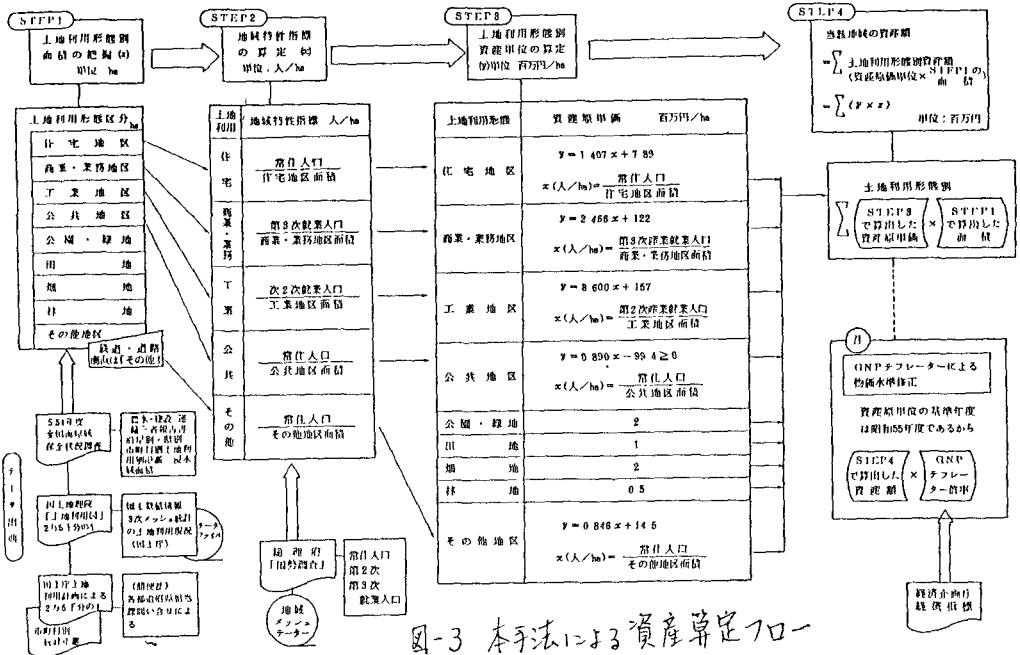 STEP1
土地利用形態別
面積の把握 (z)
単位 ha
土地利用形態区分 ha
住宅地区
商業・業務地区
工業地区
公共地区
公園・緑地
田地
畑地
林地
その他地区
鉄道・道路
STEP2
地域特性指標
の算定 (x)
単位.人/ha
土地利用
地域特性指標 人/ha
住宅
常住人口
住宅地区面積
商業・業務
第3次就業人口
商業・業務地区面積
工業
次2次就業人口
工業地区面積
公共
常住人口
公共地区面積
その他
常住人口
その他地区面積
総理府
「国勢調査」
常住人口
第2次
第3次
就業人口
地域
メッシュ
データー
STEP3
土地利用形態別
資産単位の算定
(y)単位 百万円/ha
土地利用形態
資産原単価 百万円/ha
住宅地区
y = 1 407 x + 7 89
x (人/ha) = 常住人口
住宅地区面積
商業・業務地区
y = 2 466 x + 122
x (人/ha) = 第3次産業就業人口
商業・業務地区面積
工業地区
y = 8 600 x + 157
x (人/ha) = 第2次産業就業人口
工業地区面積
公共地区
y = 0 890 x - 99 4 ≥ 0
x (人/ha) = 常住人口
公共地区面積
公園・緑地 2
田地 1
畑地 2
林地 0 5
その他地区
y = 0 846 x + 14 5
x (人/ha) = 常住人口
その他地区面積
STEP4
当該地域の資産額
= ∑ 土地利用形態別資産額
(資産原単価 × STEP1の面積)
= ∑ (y × z)
単位:百万円
土地利用形態別
∑ (STEP3で算出した資産原単価) × (STEP1で算出した面積)
GNPデフレーターによる
物価水準修正
資産原単位の基準年度
は昭和55年度であるから
(STEP4で算出した資産額) × (GNPデフレーター倍率)
経済企画庁
経済指標
データ出典
国土地理院
「土地利用図」
2万5千分の1
国土数値情報
3次メッシュ統計
の土地利用現況
(国土庁)
データファイル
国土庁土地
利用計画による
2万5千分の1
図-3 本手法による資産算定フロー